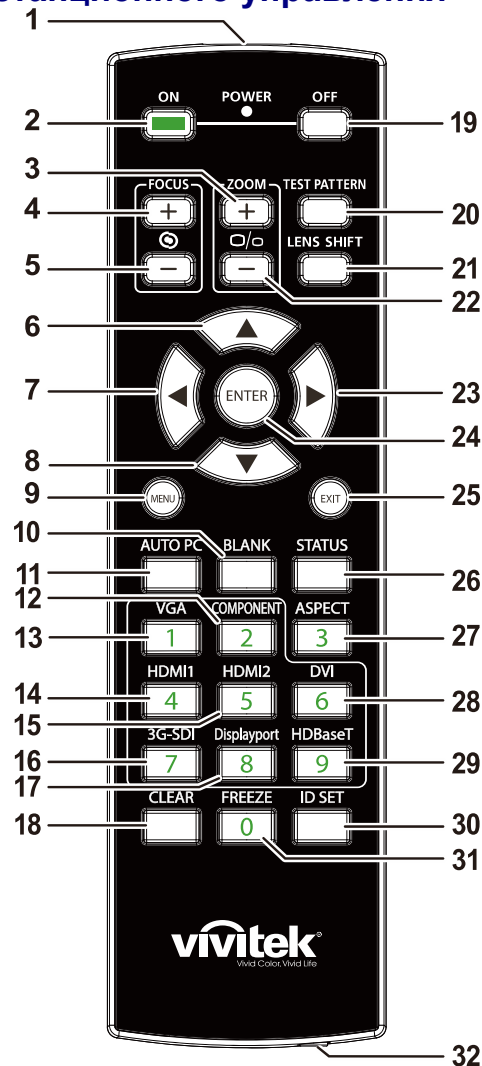 станционного управления
1
ON POWER OFF
2 19
3
FOCUS ZOOM TEST PATTERN
4 + + 20
LENS SHIFT
5 − − 21
22
6
7 ENTER 23
24
8
9 MENU EXIT 25
10
AUTO PC BLANK STATUS
11 26
12
VGA COMPONENT ASPECT
13 1 2 3 27
HDMI1 HDMI2 DVI
14 4 5 6 28
15
3G-SDI Displayport HDBaseT
16 7 8 9 29
17
CLEAR FREEZE ID SET
18 0 30
31
vivitek
Vivid Color. Vivid Life
32